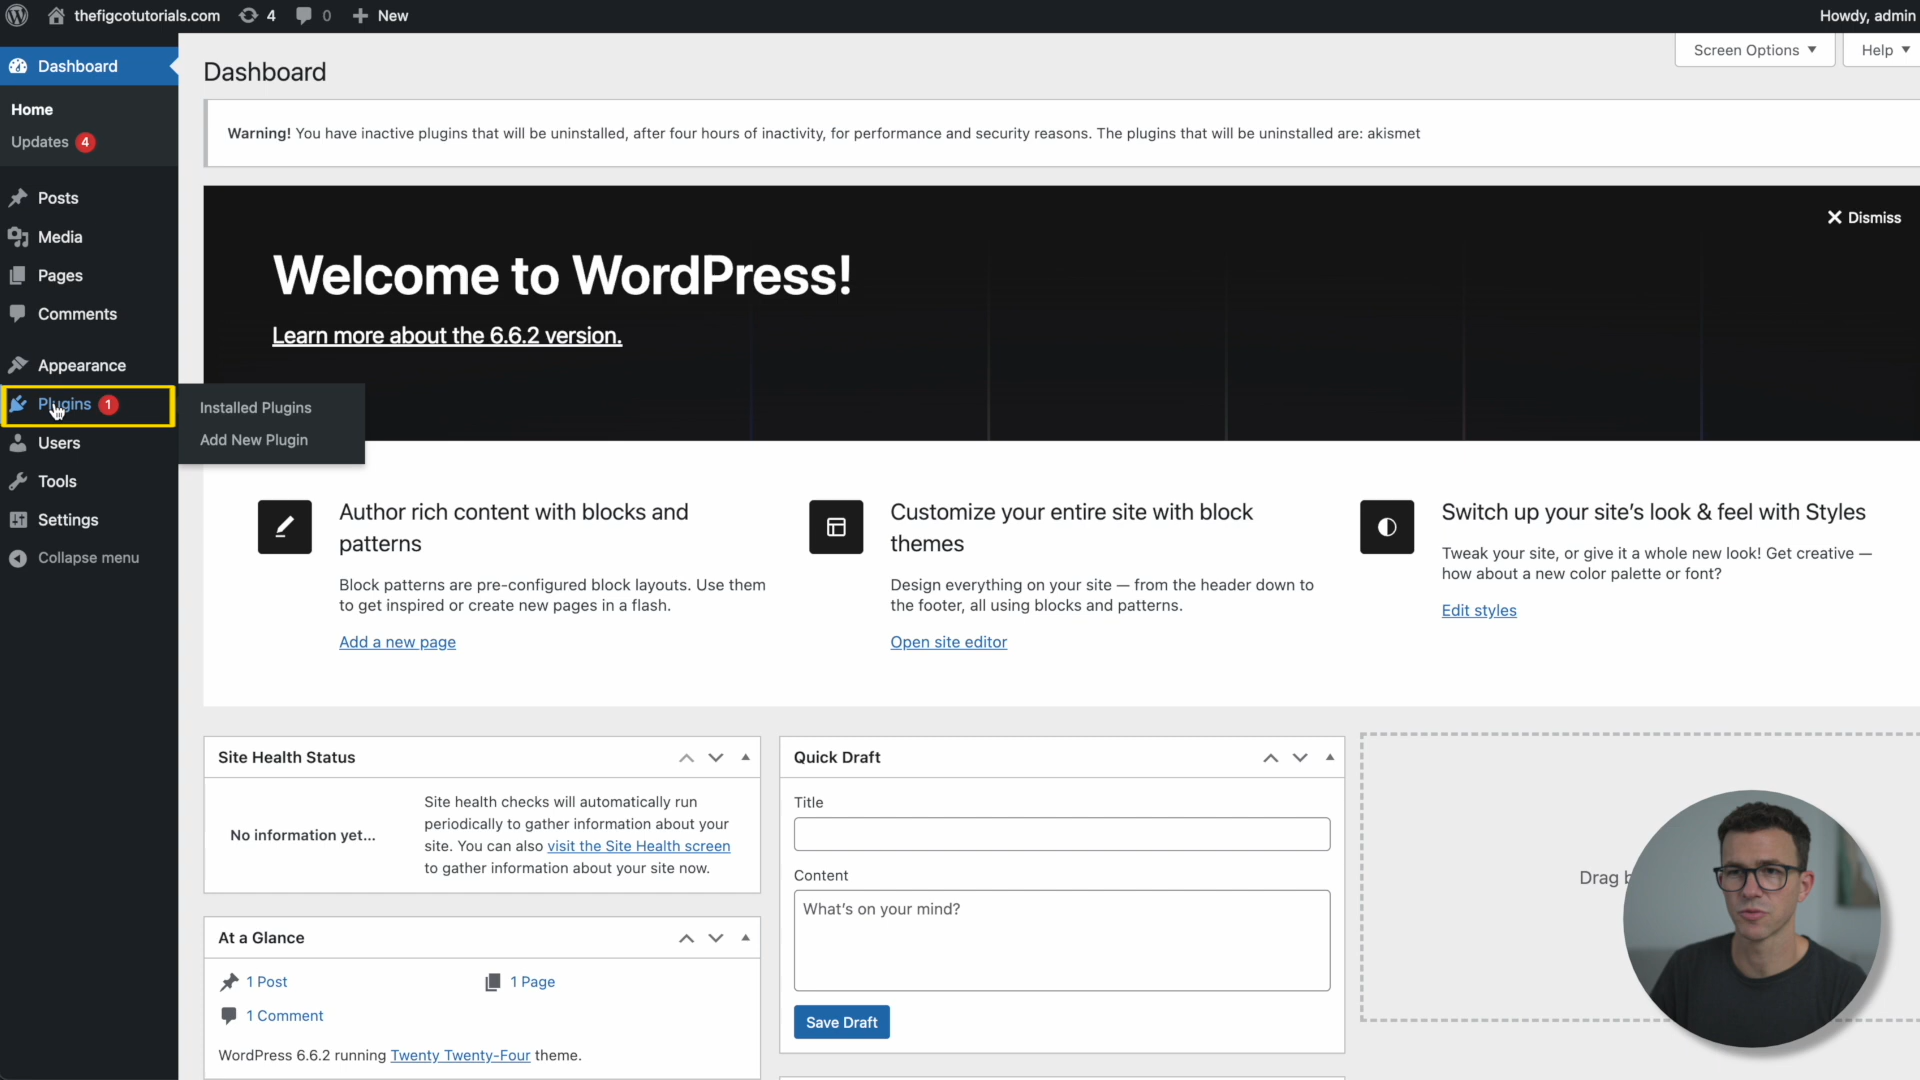 thefigcotutorials.com 4 0 New Howdy, admin
Dashboard
Home
Updates 4
Posts
Media
Pages
Comments
Appearance
Plugins 1
Users
Tools
Settings
Collapse menu
Installed Plugins
Add New Plugin
Screen Options Help
Dashboard
Warning! You have inactive plugins that will be uninstalled, after four hours of inactivity, for performance and security reasons. The plugins that will be uninstalled are: akismet
Dismiss
Welcome to WordPress!
Learn more about the 6.6.2 version.
Author rich content with blocks and
patterns
Block patterns are pre-configured block layouts. Use them
to get inspired or create new pages in a flash.
Add a new page
Customize your entire site with block
themes
Design everything on your site — from the header down to
the footer, all using blocks and patterns.
Open site editor
Switch up your site's look & feel with Styles
Tweak your site, or give it a whole new look! Get creative —
how about a new color palette or font?
Edit styles
Site Health Status
No information yet...
Site health checks will automatically run
periodically to gather information about your
site. You can also visit the Site Health screen
to gather information about your site now.
At a Glance
1 Post 1 Page
1 Comment
WordPress 6.6.2 running Twenty Twenty-Four theme.
Quick Draft
Title
Content
What's on your mind?
Save Draft
Drag